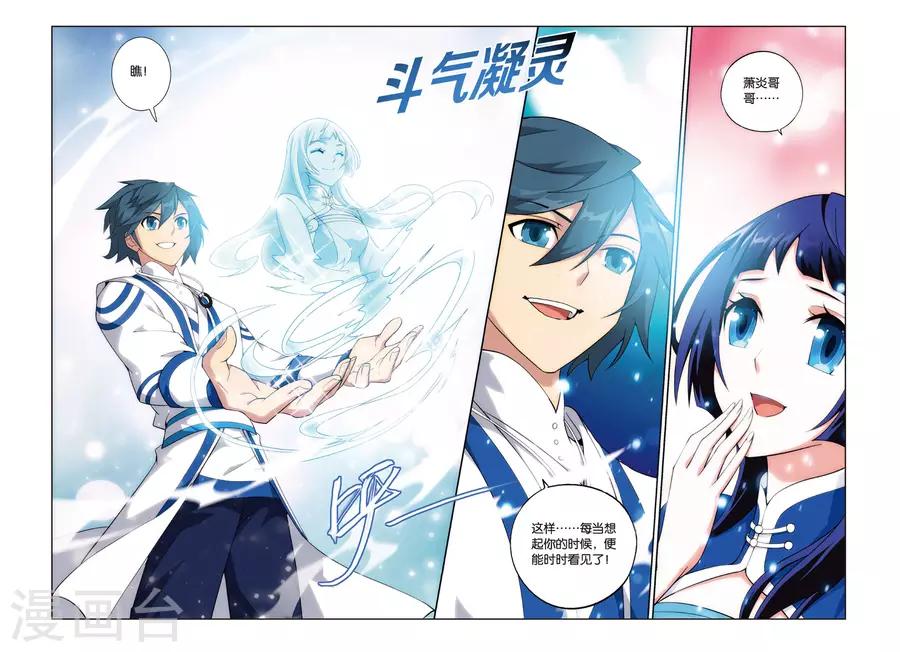 瞧！
斗气凝灵
萧炎哥
哥……
呼
这样……每当想
起你的时候，便
能时时看见了！
漫画台